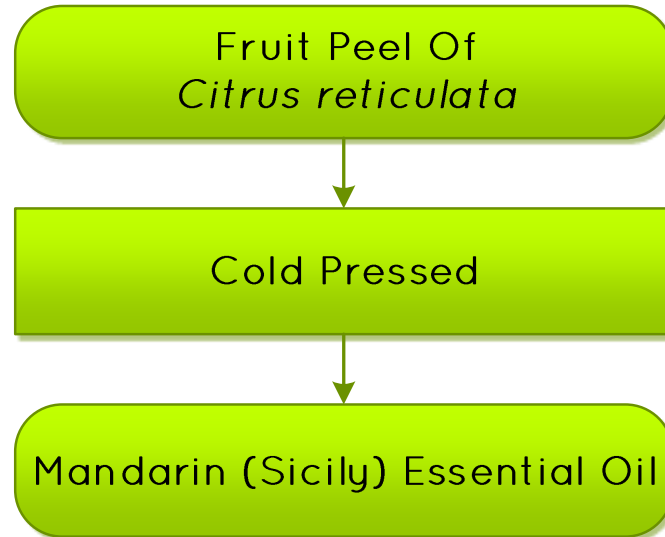 Fruit Peel Of
Citrus reticulata
Cold Pressed
Mandarin (Sicily) Essential Oil